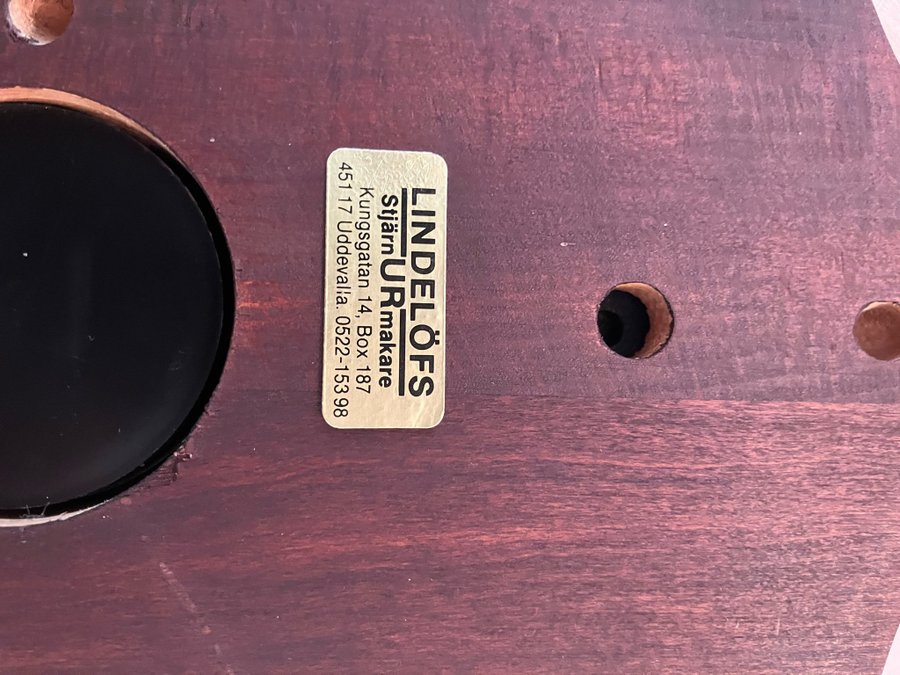 LINDELÖFS
StjärnURmakare
Kungsgatan 14, Box 187
451 17 Uddevalla. 0522-153 98